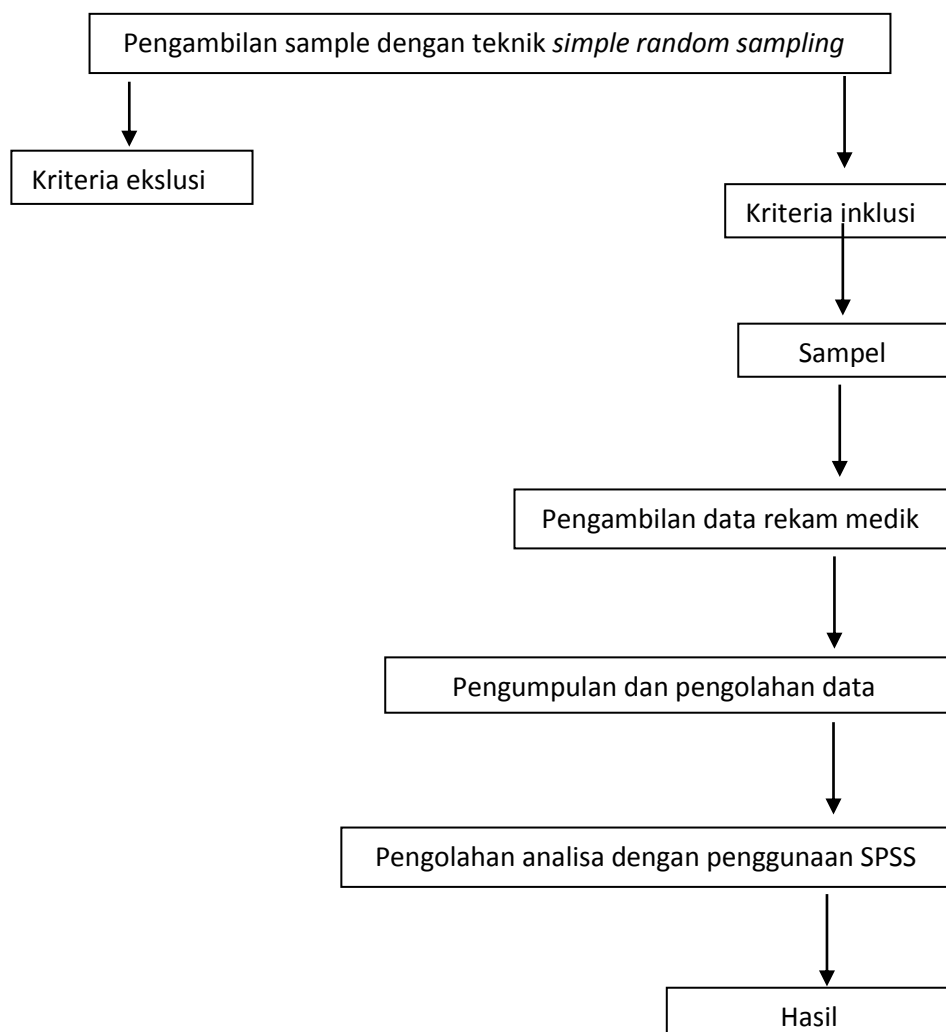 Pengambilan sample dengan teknik simple random sampling
Kriteria ekslusi
Kriteria inklusi
Sampel
Pengambilan data rekam medik
Pengumpulan dan pengolahan data
Pengolahan analisa dengan penggunaan SPSS
Hasil